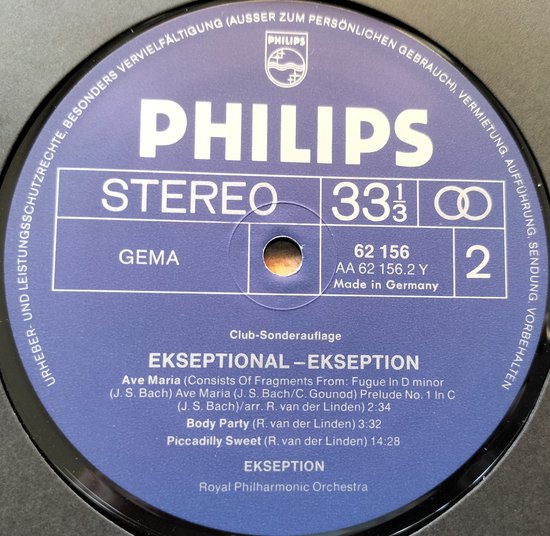 URHEBER- UND LEISTUNGSSCHUTZRECHTE, BESONDERS VERVIELFÄLTIGUNG (AUSSER ZUM PERSÖNLICHEN GEBRAUCH), VERMIETUNG, AUFFÜHRUNG, SENDUNG VORBEHALTEN
PHILIPS
PHILIPS
STEREO 33 1/3
GEMA
62 156
AA 62 156.2 Y
Made in Germany
2
Club-Sonderauflage
EKSEPTIONAL – EKSEPTION
Ave Maria (Consists Of Fragments From: Fugue In D minor
(J. S. Bach) Ave Maria (J. S. Bach/C. Gounod) Prelude No. 1 In C
(J. S. Bach)/arr. R. van der Linden) 2:34
Body Party (R. van der Linden) 3:32
Piccadilly Sweet (R. van der Linden) 14:28
EKSEPTION
Royal Philharmonic Orchestra